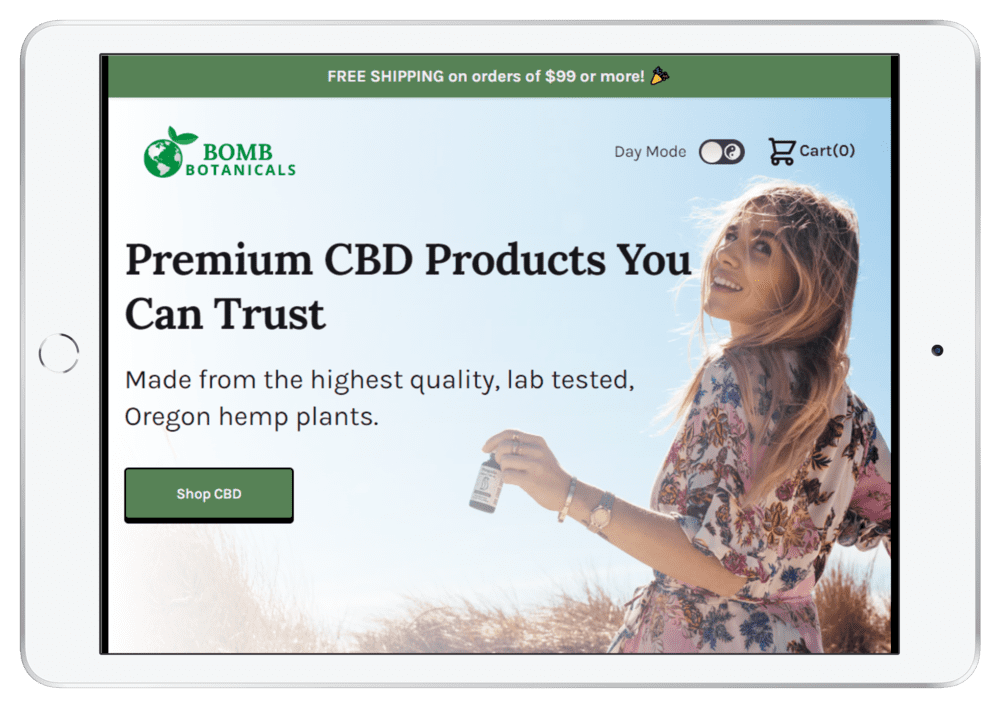 FREE SHIPPING on orders of $99 or more! 🎉
BOMB
BOTANICALS
Day Mode
Cart(0)
Premium CBD Products You
Can Trust
Made from the highest quality, lab tested,
Oregon hemp plants.
Shop CBD